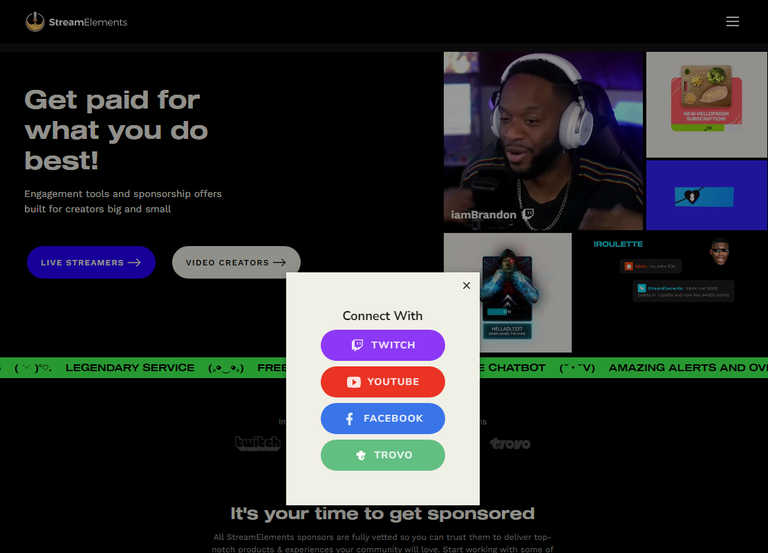 StreamElements
Get paid for
what you do
best!
Engagement tools and sponsorship offers
built for creators big and small
LIVE STREAMERS
VIDEO CREATORS
iamBrandon
NEW HELLOFRESH
SUBSCRIPTION!
$
HELLADL1337
!ROULETTE
Connect With
TWITCH
YOUTUBE
FACEBOOK
TROVO
LEGENDARY SERVICE
FREE
E CHATBOT
AMAZING ALERTS AND OV
twitch
trovo
It's your time to get sponsored
All StreamElements sponsors are fully vetted so you can trust them to deliver top-
notch products & experiences your community will love. Start working with some of